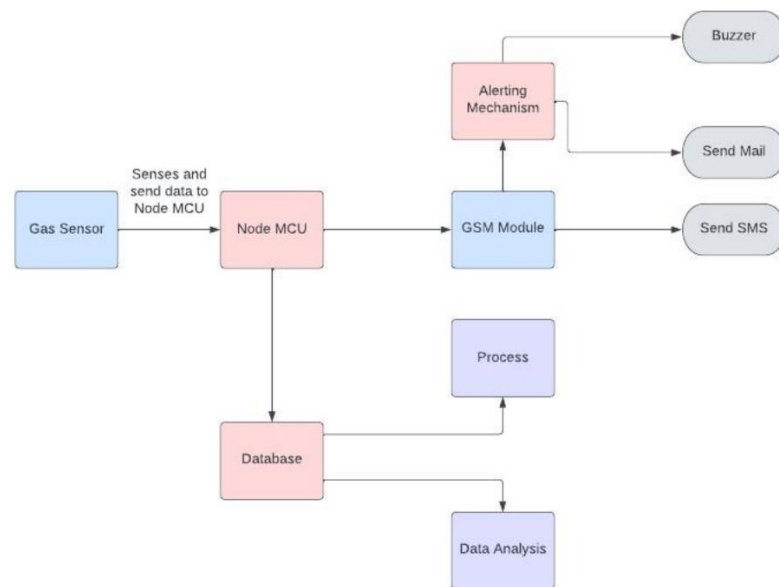 Buzzer
Alerting
Mechanism
Send Mail
Senses and
send data to
Node MCU
Gas Sensor
Node MCU
GSM Module
Send SMS
Process
Database
Data Analysis